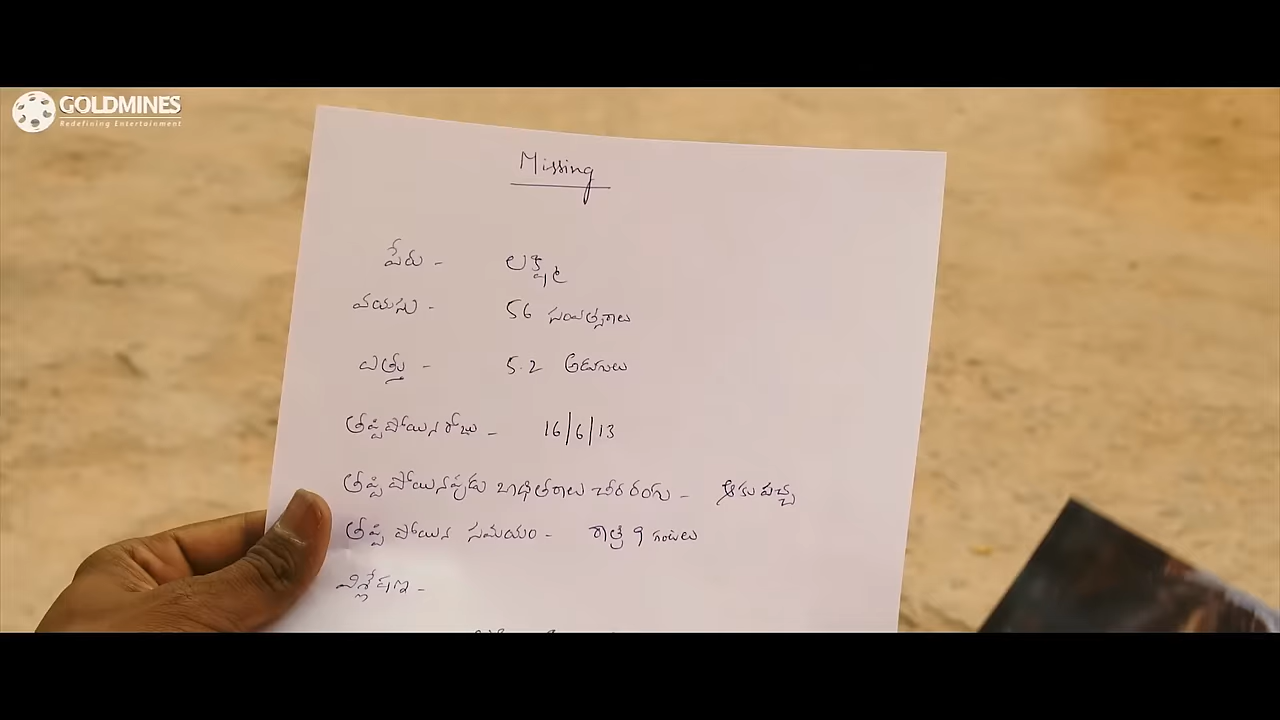 GOLDMINES
Redefining Entertainment
Missing
పేరు - లక్ష్మి
వయసు - 56 సంవత్సరాలు
ఎత్తు - 5.2 అడుగులు
తప్పిపోయిన రోజు - 16/6/13
తప్పి పోయినప్పుడు బాధితురాలు చీర రంగు - ఆకు పచ్చ
తప్పి పోయిన సమయం - రాత్రి 9 గంటలు
విశ్లేషణ -